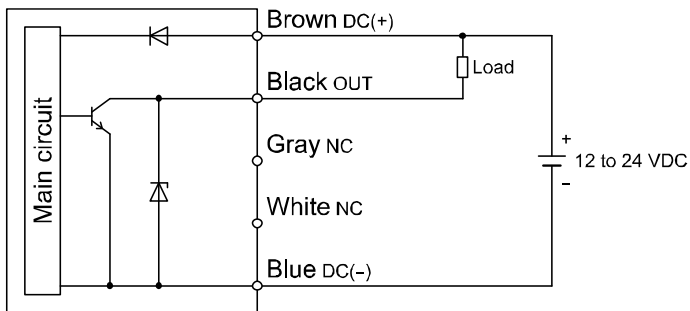 Brown DC(+)
Load
Black OUT
Main circuit
Gray NC
+
12 to 24 VDC
−
White NC
Blue DC(−)